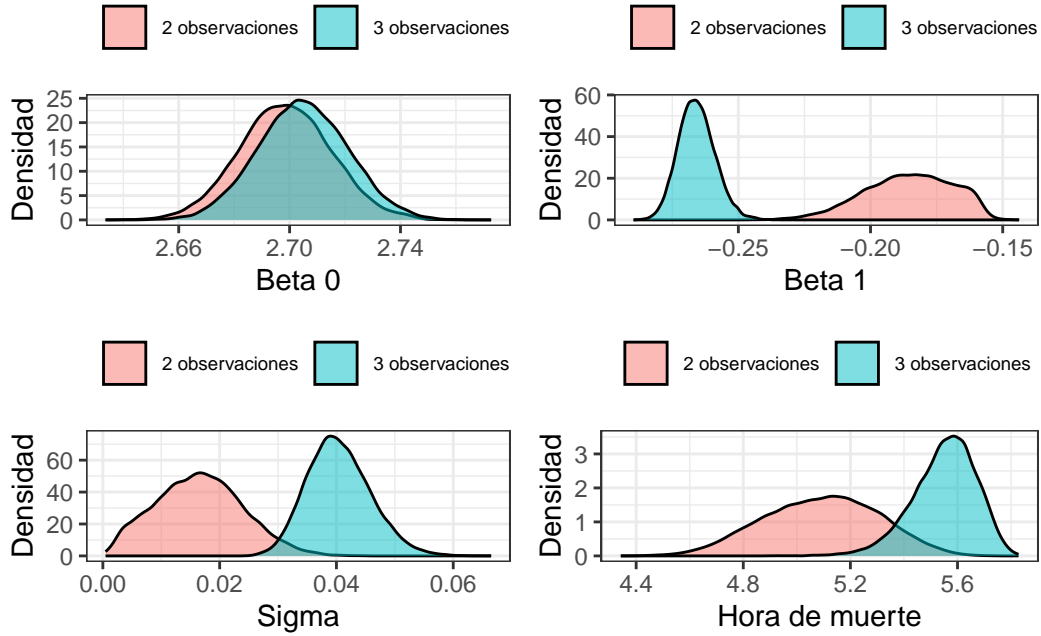 2 observaciones 3 observaciones
Densidad
25
20
15
10
5
0
2.66 2.70 2.74
Beta 0
2 observaciones 3 observaciones
Densidad
60
40
20
0
−0.25 −0.20 −0.15
Beta 1
2 observaciones 3 observaciones
Densidad
60
40
20
0
0.00 0.02 0.04 0.06
Sigma
2 observaciones 3 observaciones
Densidad
3
2
1
0
4.4 4.8 5.2 5.6
Hora de muerte